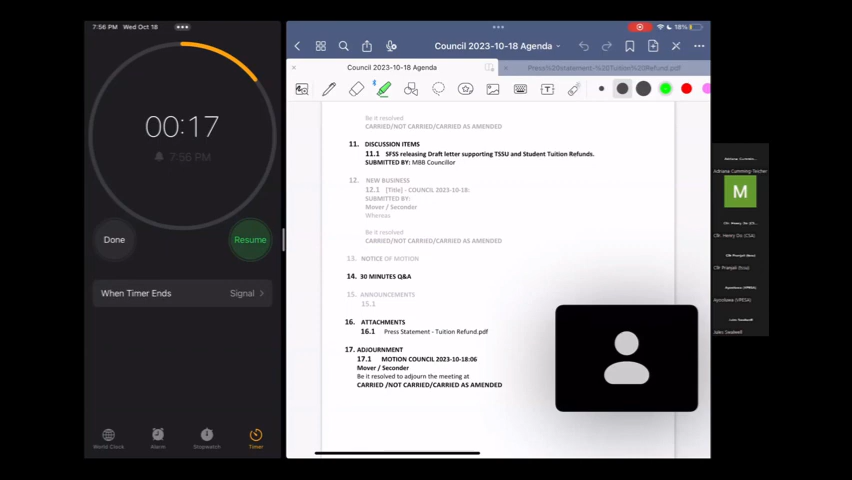 7:56 PM Wed Oct 18
18%
Council 2023-10-18 Agenda
Council 2023-10-18 Agenda
Press%20statement-%20Tuition%20Refund.pdf
00:17
7:56 PM
Done
Resume
When Timer Ends
Signal
World Clock
Alarm
Stopwatch
Timer
Be it resolved
CARRIED/NOT CARRIED/CARRIED AS AMENDED
11. DISCUSSION ITEMS
11.1 SFSS releasing Draft letter supporting TSSU and Student Tuition Refunds.
SUBMITTED BY: MBB Councillor
12. NEW BUSINESS
12.1 [Title] - COUNCIL 2023-10-18:
SUBMITTED BY:
Mover / Seconder
Whereas
Be it resolved
CARRIED/NOT CARRIED/CARRIED AS AMENDED
13. NOTICE OF MOTION
14. 30 MINUTES Q&A
15. ANNOUNCEMENTS
15.1
16. ATTACHMENTS
16.1 Press Statement - Tuition Refund.pdf
17. ADJOURNMENT
17.1 MOTION COUNCIL 2023-10-18:06
Mover / Seconder
Be it resolved to adjourn the meeting at
CARRIED /NOT CARRIED/CARRIED AS AMENDED
Adriana Cumming-Teicher
M
Jules Sealwell